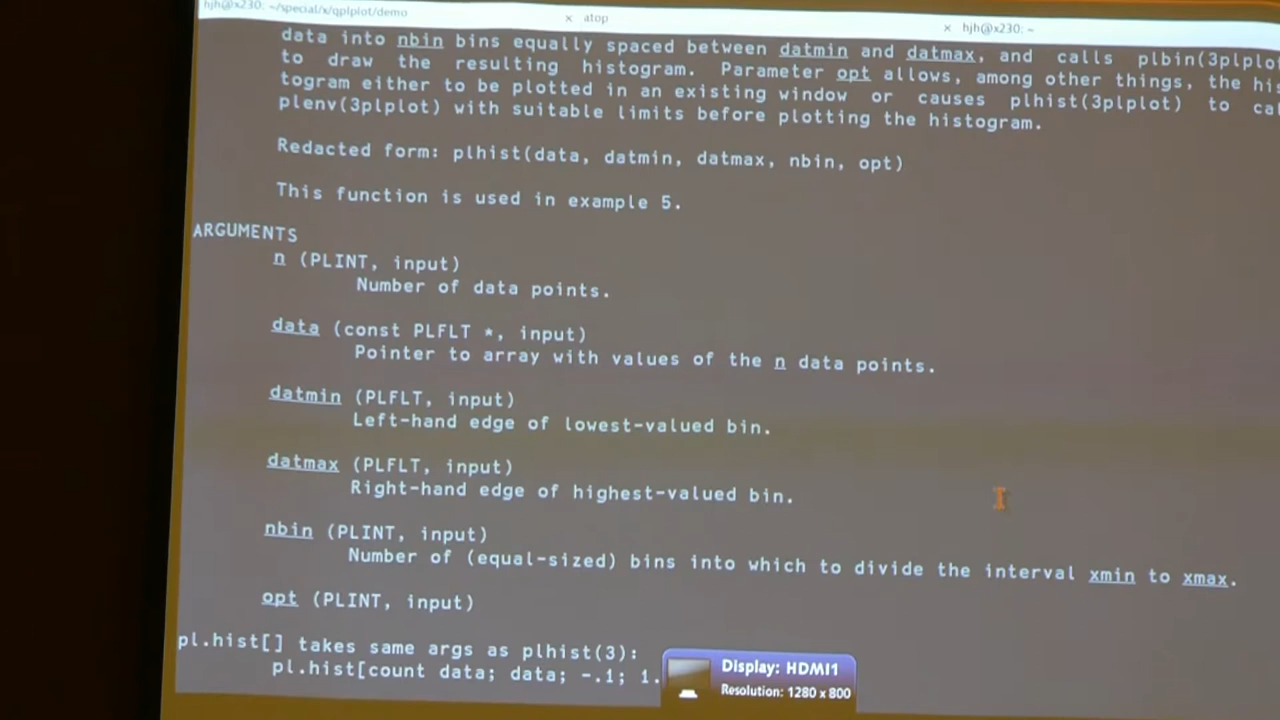 hjh@x230: ~/special/x/qplplot/demo
× atop
× hjh@x230: ~
data into nbin bins equally spaced between datmin and datmax, and calls plbin(3plplo
to draw the resulting histogram. Parameter opt allows, among other things, the his
togram either to be plotted in an existing window or causes plhist(3plplot) to ca
plenv(3plplot) with suitable limits before plotting the histogram.
Redacted form: plhist(data, datmin, datmax, nbin, opt)
This function is used in example 5.
ARGUMENTS
n (PLINT, input)
Number of data points.
data (const PLFLT *, input)
Pointer to array with values of the n data points.
datmin (PLFLT, input)
Left-hand edge of lowest-valued bin.
datmax (PLFLT, input)
Right-hand edge of highest-valued bin.
nbin (PLINT, input)
Number of (equal-sized) bins into which to divide the interval xmin to xmax.
opt (PLINT, input)
pl.hist[] takes same args as plhist(3):
pl.hist[count data; data; -.1; 1.
Display: HDMI1
Resolution: 1280 x 800